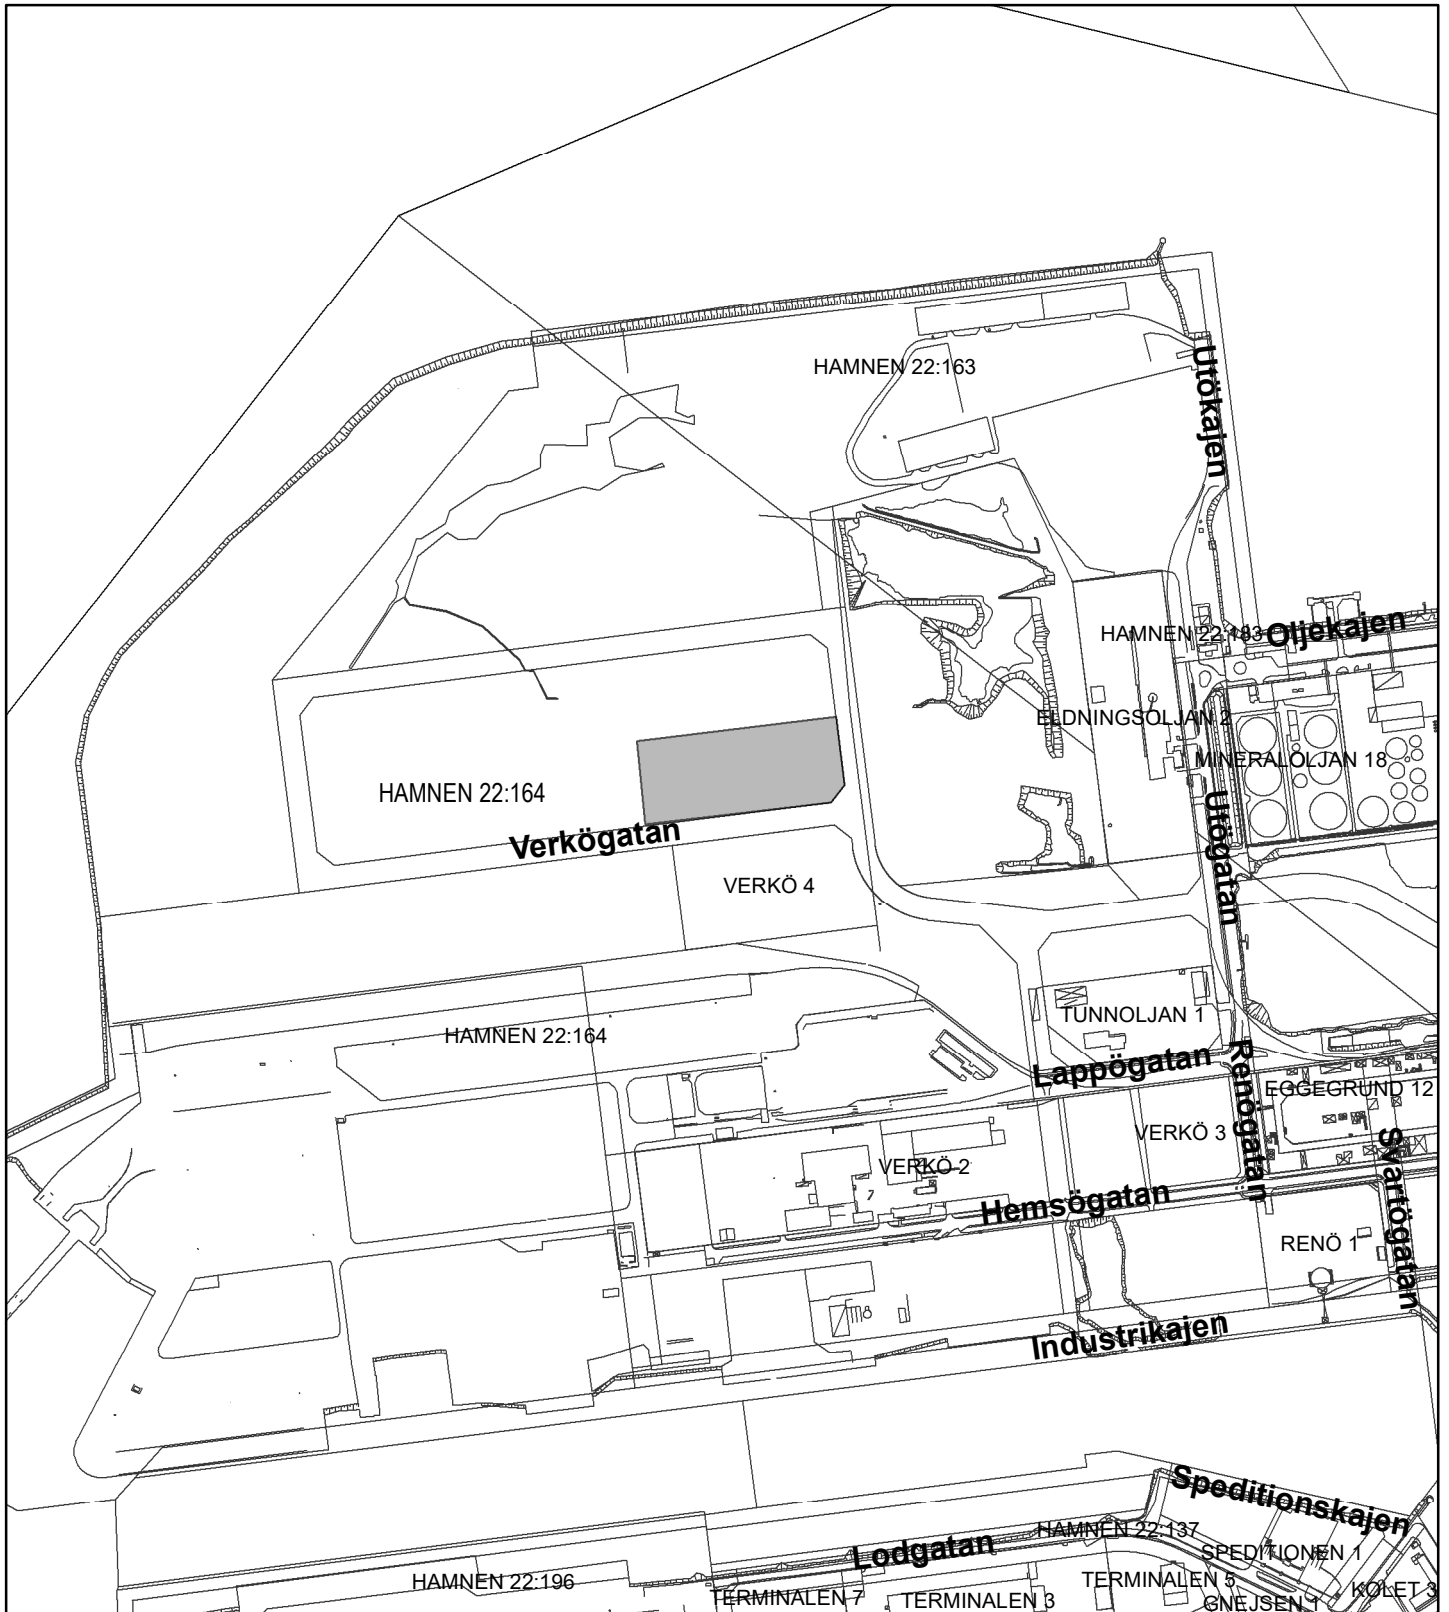 HAMNEN 22:163
Utökajen
HAMNEN 22:183
Oljekajen
ELDNINGSOLJAN 2
MINERALOLJAN 18
HAMNEN 22:164
Verkögatan
Utögatan
VERKÖ 4
TUNNOLJAN 1
HAMNEN 22:164
Lappögatan
Renögatan
EGGEGRUND 12
VERKÖ 3
Svartögatan
VERKÖ 2
Hemsögatan
RENÖ 1
Industrikajen
Speditionskajen
HAMNEN 22:137
Lodgatan
SPEDITIONEN 1
HAMNEN 22:196
TERMINALEN 5
KOLET 3
TERMINALEN 7
TERMINALEN 3
GNEJSEN 1